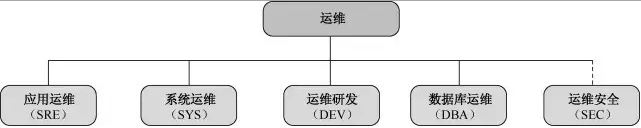 运维
应用运维
（SRE）
系统运维
（SYS）
运维研发
（DEV）
数据库运维
（DBA）
运维安全
（SEC）